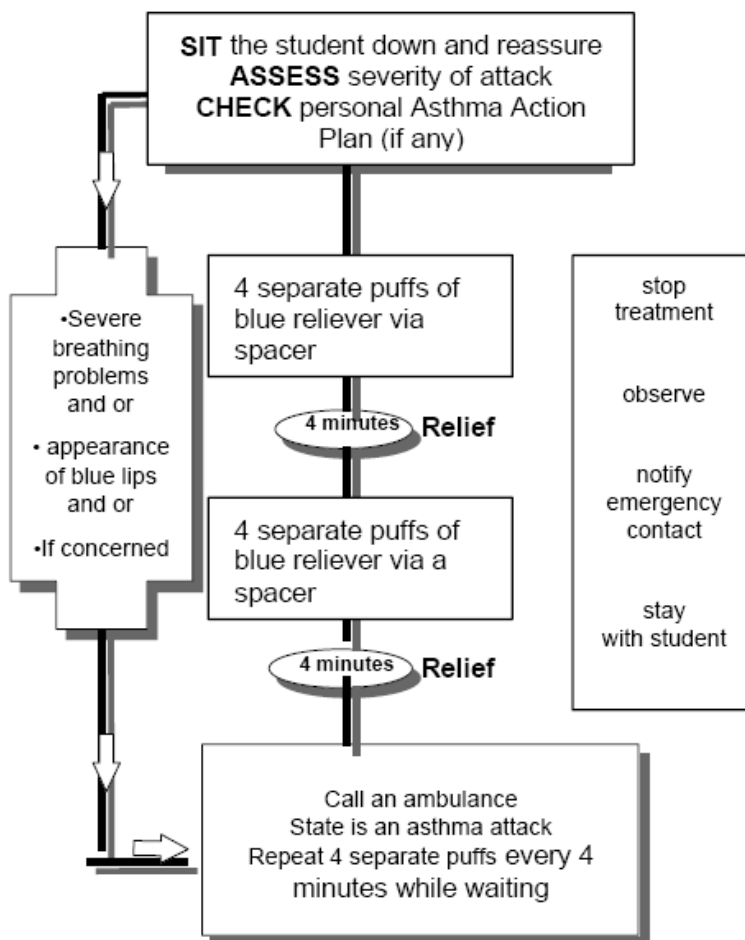 SIT the student down and reassure
ASSESS severity of attack
CHECK personal Asthma Action
Plan (if any)
•Severe
breathing
problems
and or
• appearance
of blue lips
and or
•If concerned
4 separate puffs of
blue reliever via
spacer
4 minutes Relief
4 separate puffs of
blue reliever via a
spacer
4 minutes Relief
stop
treatment
observe
notify
emergency
contact
stay
with student
Call an ambulance
State is an asthma attack
Repeat 4 separate puffs every 4
minutes while waiting